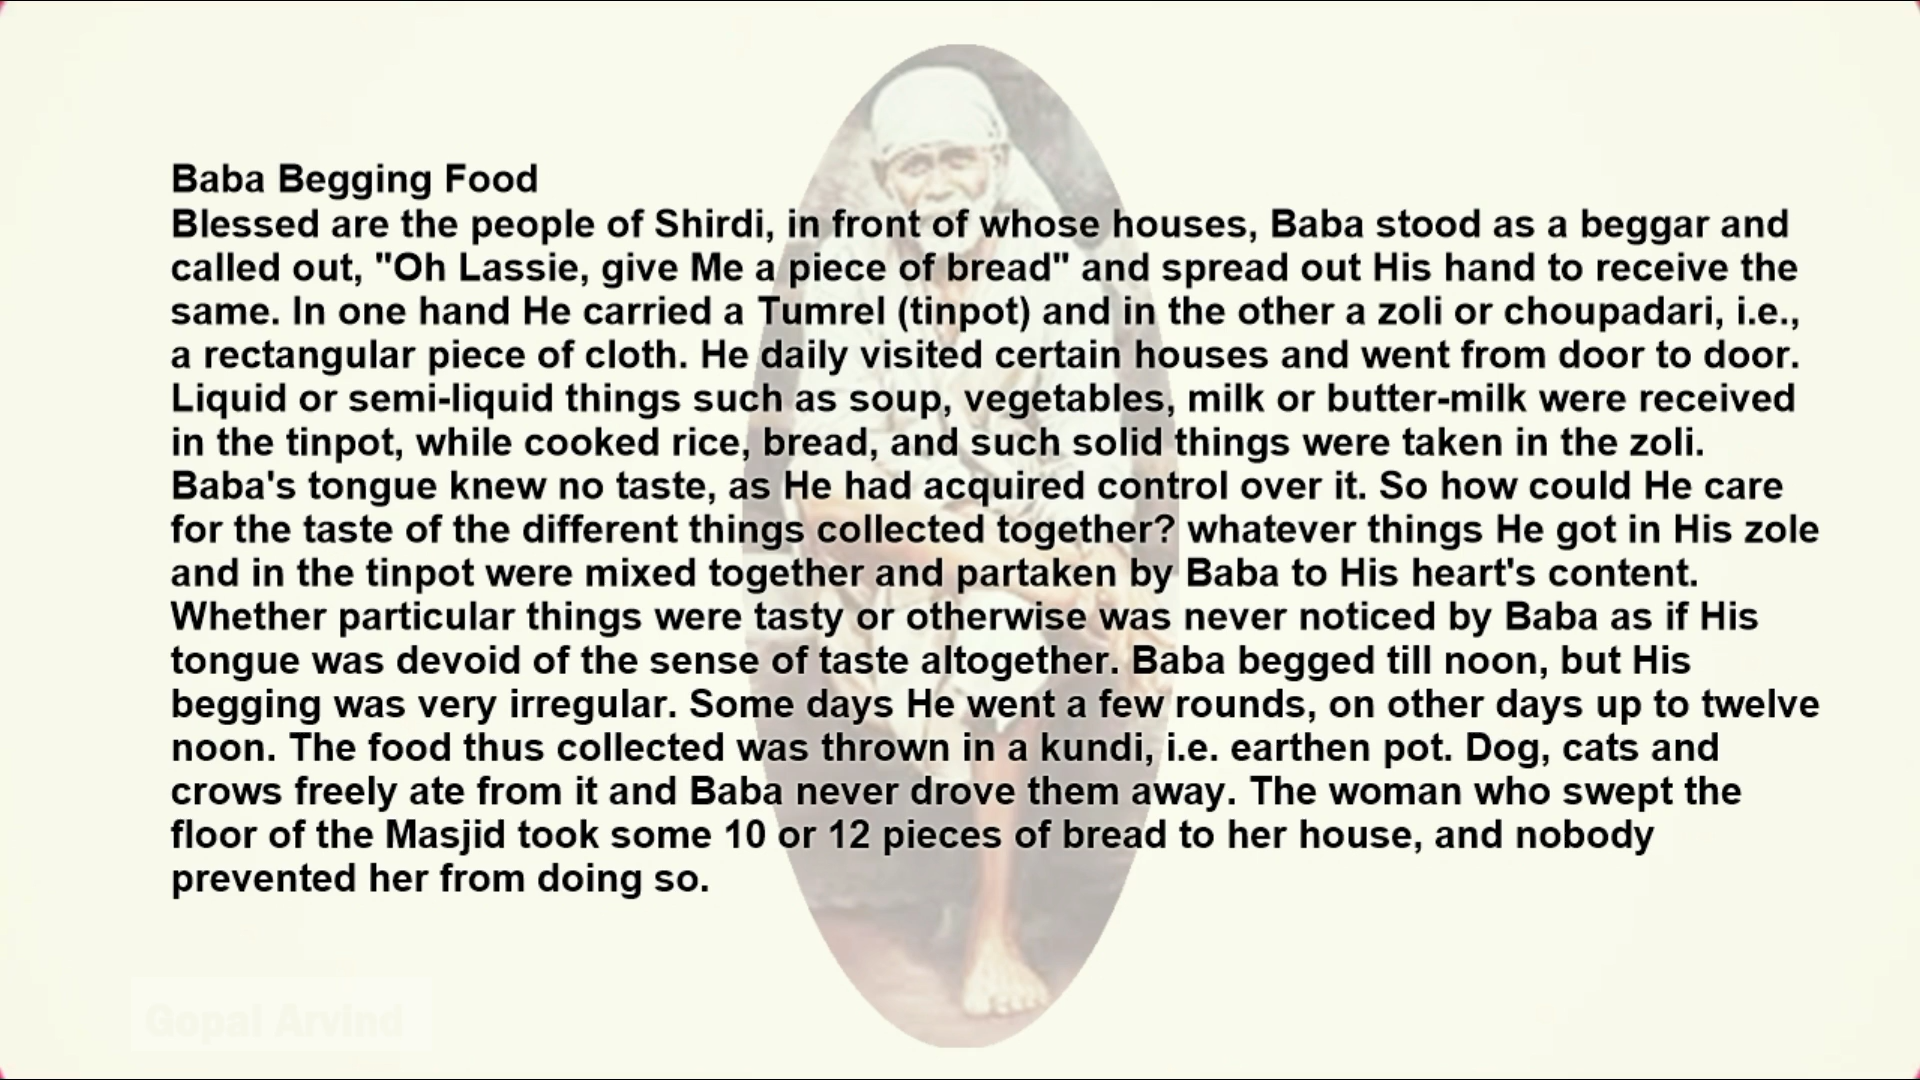 Baba Begging Food
Blessed are the people of Shirdi, in front of whose houses, Baba stood as a beggar and
called out, "Oh Lassie, give Me a piece of bread" and spread out His hand to receive the
same. In one hand He carried a Tumrel (tinpot) and in the other a zoli or choupadari, i.e.,
a rectangular piece of cloth. He daily visited certain houses and went from door to door.
Liquid or semi-liquid things such as soup, vegetables, milk or butter-milk were received
in the tinpot, while cooked rice, bread, and such solid things were taken in the zoli.
Baba's tongue knew no taste, as He had acquired control over it. So how could He care
for the taste of the different things collected together? whatever things He got in His zole
and in the tinpot were mixed together and partaken by Baba to His heart's content.
Whether particular things were tasty or otherwise was never noticed by Baba as if His
tongue was devoid of the sense of taste altogether. Baba begged till noon, but His
begging was very irregular. Some days He went a few rounds, on other days up to twelve
noon. The food thus collected was thrown in a kundi, i.e. earthen pot. Dog, cats and
crows freely ate from it and Baba never drove them away. The woman who swept the
floor of the Masjid took some 10 or 12 pieces of bread to her house, and nobody
prevented her from doing so.
Gopal Arvind